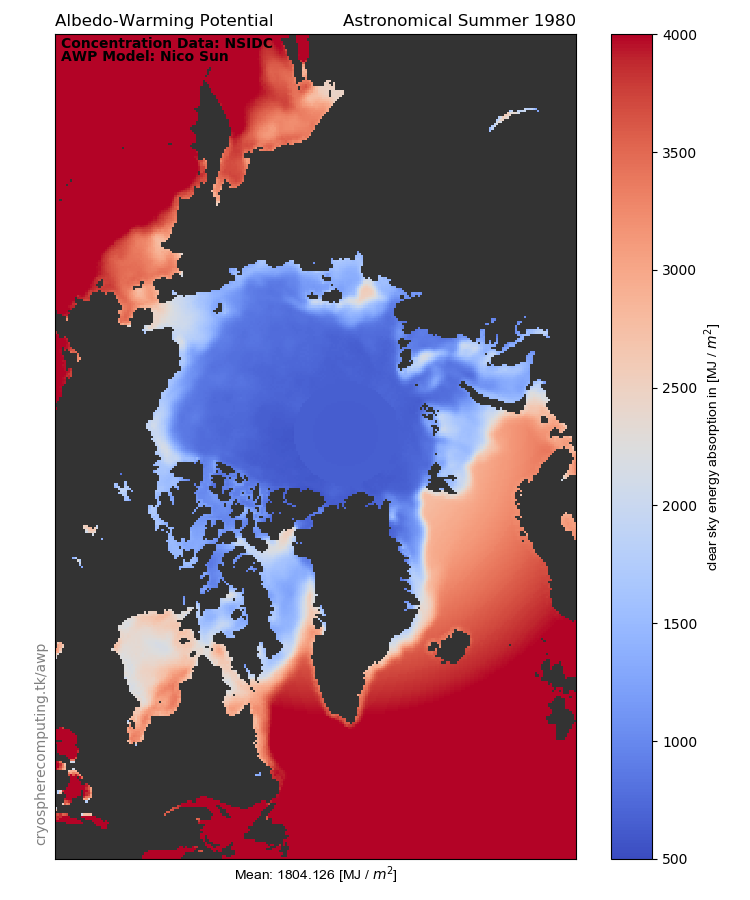 Albedo-Warming Potential
Astronomical Summer 1980
Concentration Data: NSIDC
AWP Model: Nico Sun
4000
3500
3000
2500
2000
1500
1000
500
clear sky energy absorption in [MJ / m²]
cryospherecomputing.tk/awp
Mean: 1804.126 [MJ / m²]